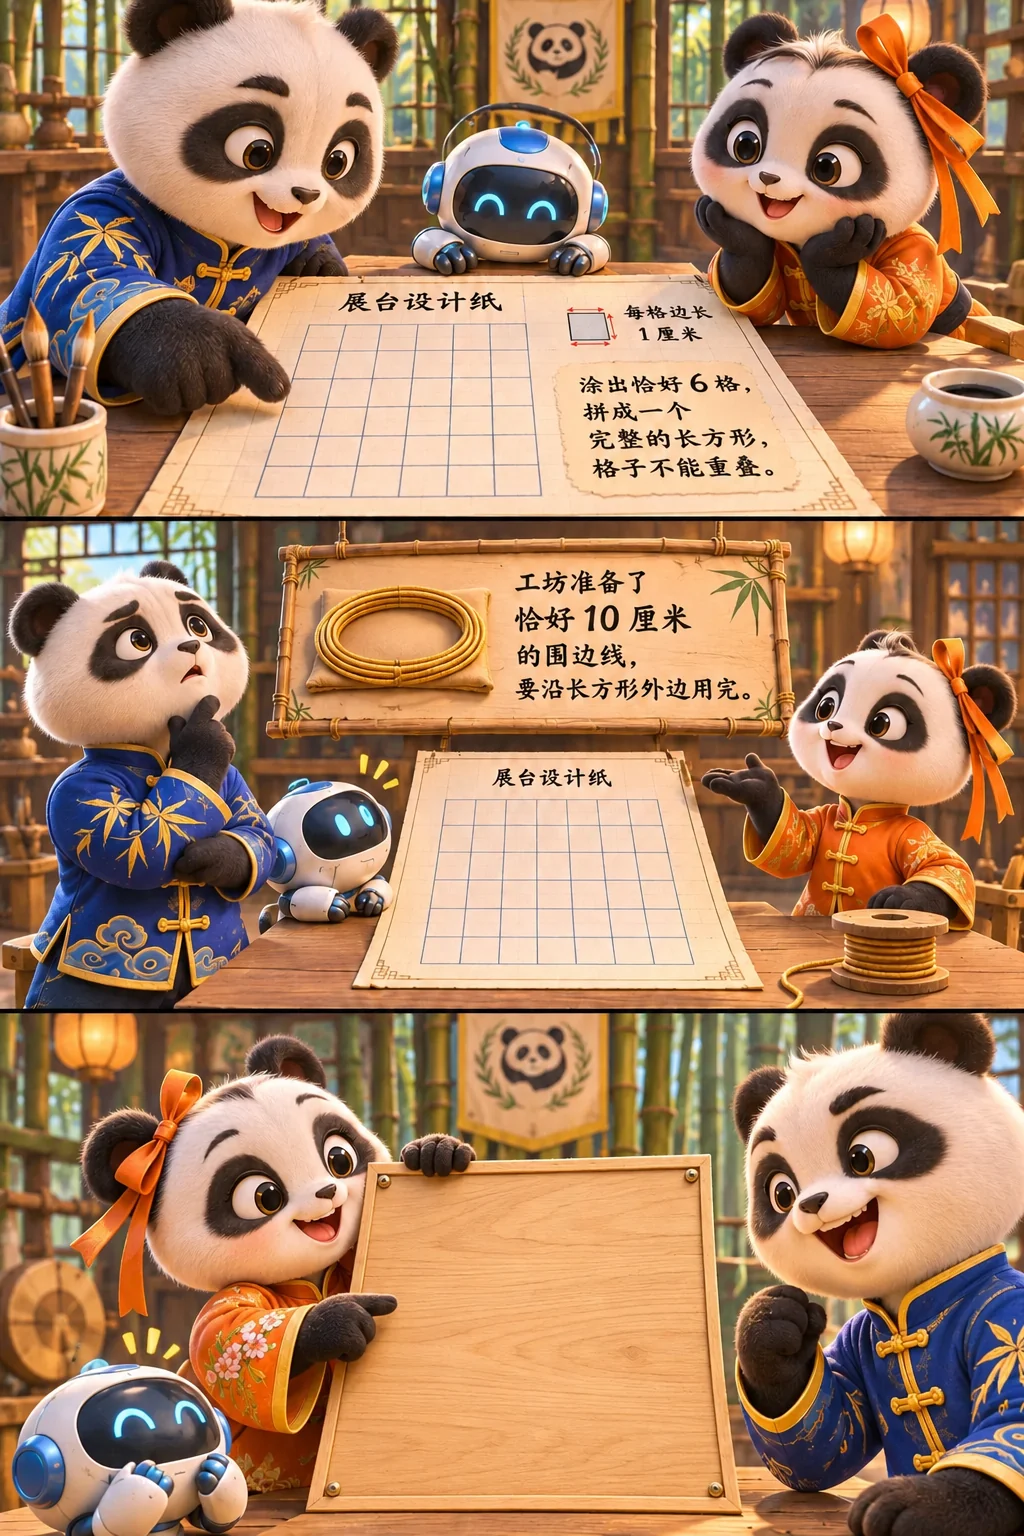 展台设计纸
每格边长
1厘米
涂出恰好6格，
拼成一个
完整的长方形，
格子不能重叠。
工坊准备了
恰好10厘米
的围边线，
要沿长方形外边用完。
展台设计纸